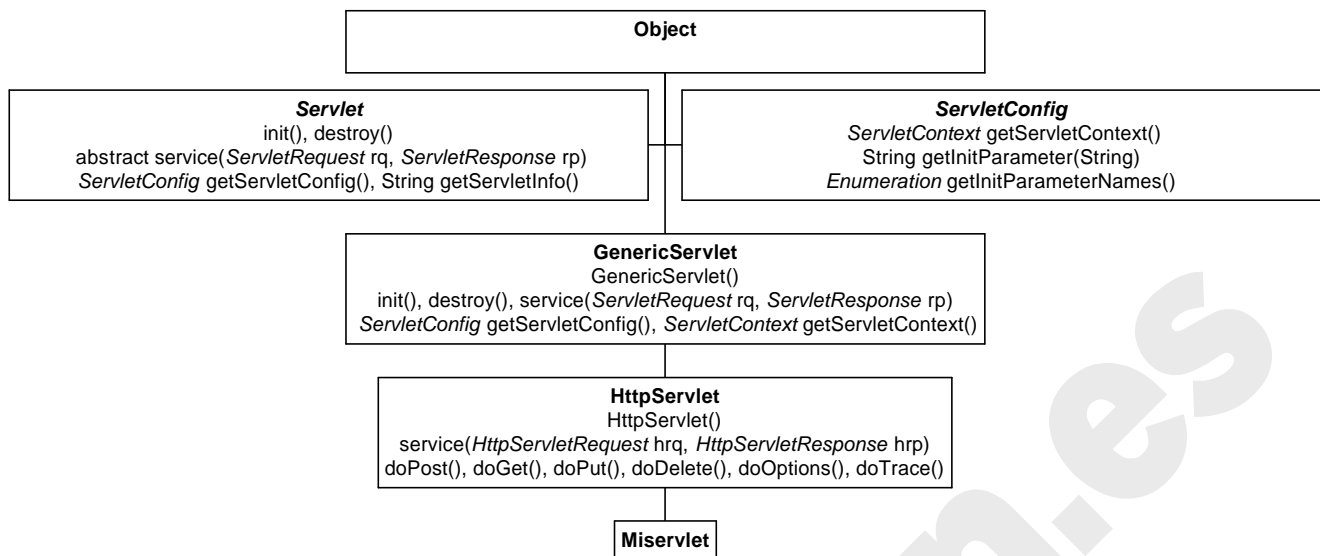 Object
Servlet
init(), destroy()
abstract service(ServletRequest rq, ServletResponse rp)
ServletConfig getServletConfig(), String getServletInfo()
ServletConfig
ServletContext getServletContext()
String getInitParameter(String)
Enumeration getInitParameterNames()
GenericServlet
GenericServlet()
init(), destroy(), service(ServletRequest rq, ServletResponse rp)
ServletConfig getServletConfig(), ServletContext getServletContext()
HttpServlet
HttpServlet()
service(HttpServletRequest hrq, HttpServletResponse hrp)
doPost(), doGet(), doPut(), doDelete(), doOptions(), doTrace()
Miservlet
n.es